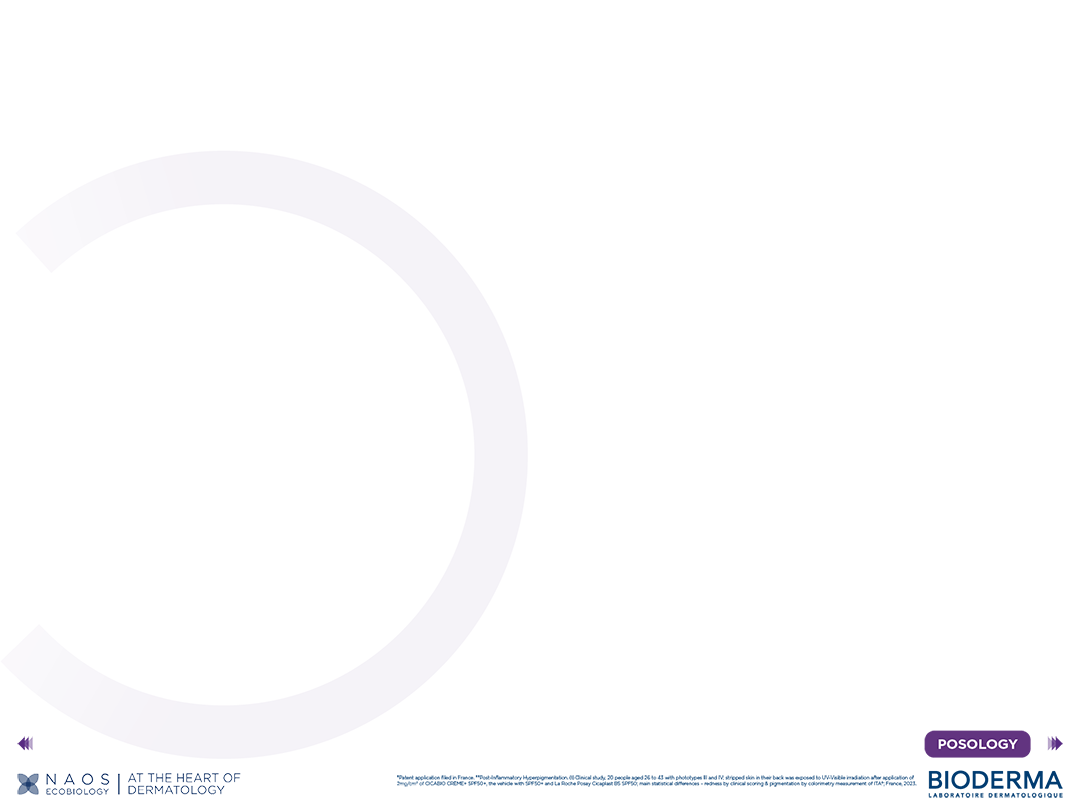 POSOLOGY
NAOS
ECOBIOLOGY
AT THE HEART OF
DERMATOLOGY
*Patent application filed in France. **Post-Inflammatory Hyperpigmentation. (1) Clinical study, 20 people aged 26 to 43 with phototypes III and IV: stripped skin in their back was exposed to UV-Visible irradiation after application of
2mg/cm² of CICABIO CREME+ SPF50+, the vehicle with SPF50+ and La Roche Posay Cicaplast B5 SPF50; main statistical differences – redness by clinical scoring & pigmentation by colorimetry measurement of ITA°, France, 2023.
BIODERMA
LABORATOIRE DERMATOLOGIQUE